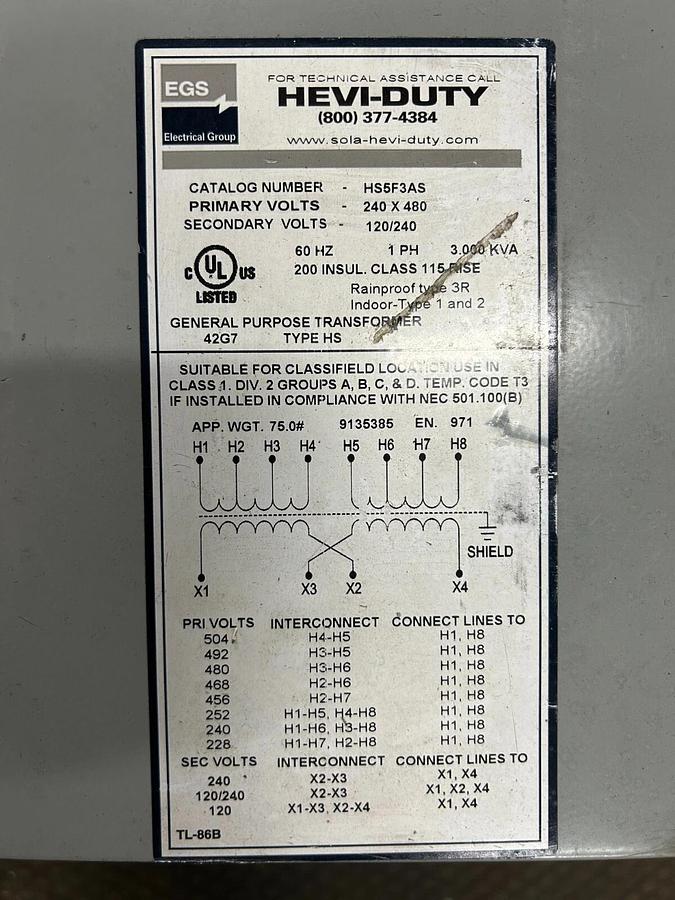 EGS
Electrical Group
FOR TECHNICAL ASSISTANCE CALL
HEVI-DUTY
(800) 377-4384
www.sola-hevi-duty.com
CATALOG NUMBER - HS5F3AS
PRIMARY VOLTS - 240 X 480
SECONDARY VOLTS - 120/240
60 HZ 1 PH 3.000 KVA
200 INSUL. CLASS 115 RISE
C UL US
LISTED
Rainproof type 3R
Indoor-Type 1 and 2
GENERAL PURPOSE TRANSFORMER
42G7 TYPE HS
SUITABLE FOR CLASSIFIED LOCATION USE IN
CLASS 1. DIV. 2 GROUPS A, B, C, & D. TEMP. CODE T3
IF INSTALLED IN COMPLIANCE WITH NEC 501.100(B)
APP. WGT. 75.0# 9135385 EN. 971
H1 H2 H3 H4 H5 H6 H7 H8
SHIELD
X1 X3 X2 X4
PRI VOLTS INTERCONNECT CONNECT LINES TO
504 H4-H5 H1, H8
492 H3-H5 H1, H8
480 H3-H6 H1, H8
468 H2-H6 H1, H8
456 H2-H7 H1, H8
252 H1-H5, H4-H8 H1, H8
240 H1-H6, H3-H8 H1, H8
228 H1-H7, H2-H8 H1, H8
SEC VOLTS INTERCONNECT CONNECT LINES TO
240 X2-X3 X1, X4
120/240 X2-X3 X1, X2, X4
120 X1-X3, X2-X4 X1, X4
TL-86B